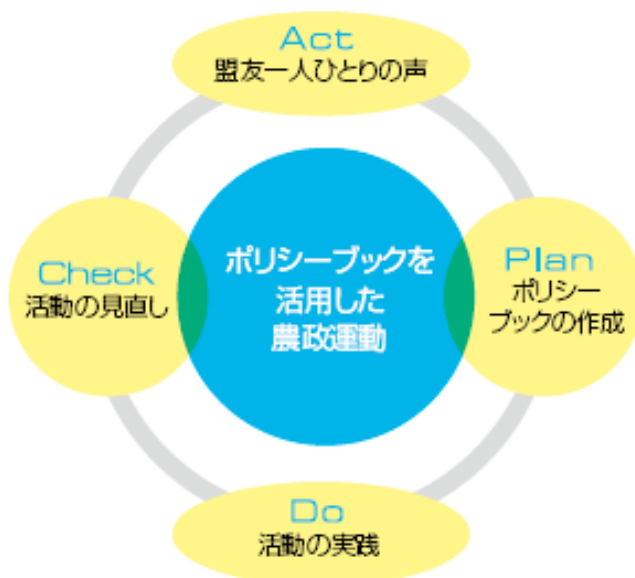 Act
盟友一人ひとりの声
Check
活動の見直し
ポリシーブックを
活用した
農政運動
Plan
ポリシー
ブックの作成
Do
活動の実践